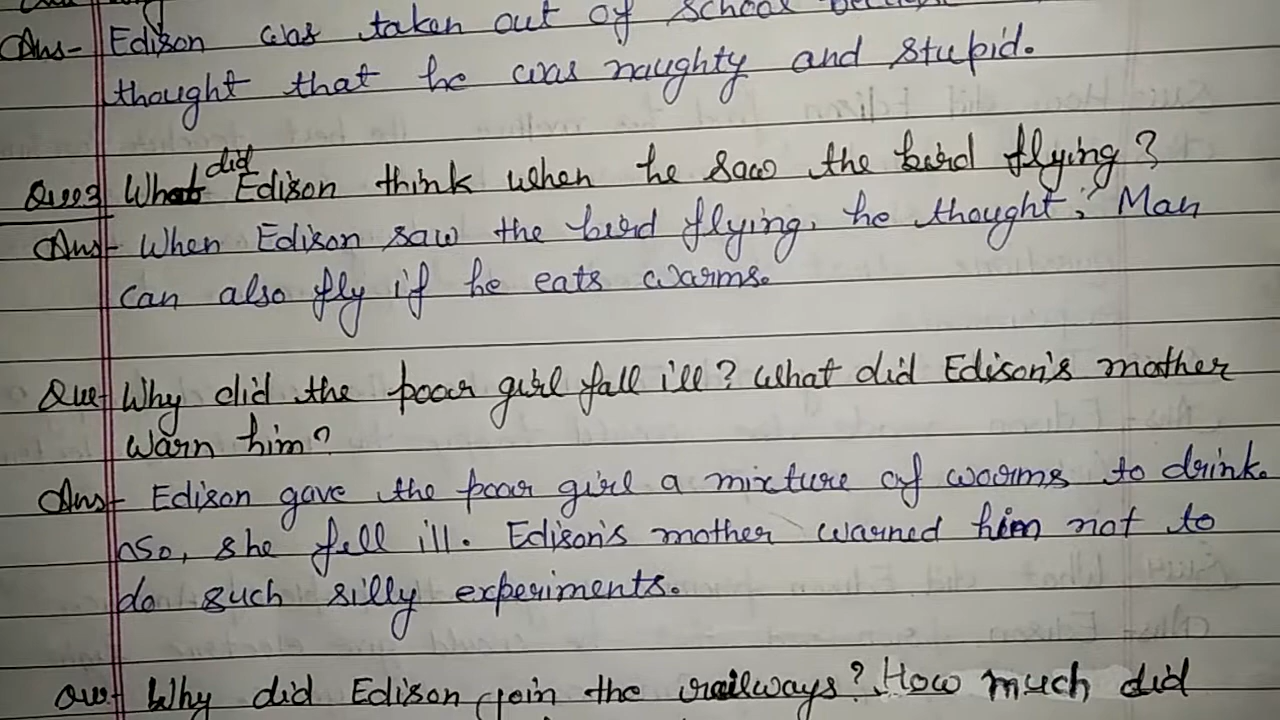 Ans- Edison was taken out of school
thought that he was naughty and stupid.
Ques3 What did Edison think when he saw the bird flying?
Ans- When Edison saw the bird flying, he thought, Man
can also fly if he eats warms.
Que- Why did the poor girl fall ill? What did Edison's mother
warn him?
Ans- Edison gave the poor girl a mixture of worms to drink.
so, she fell ill. Edison's mother warned him not to
do such silly experiments.
Que- Why did Edison join the railways? How much did